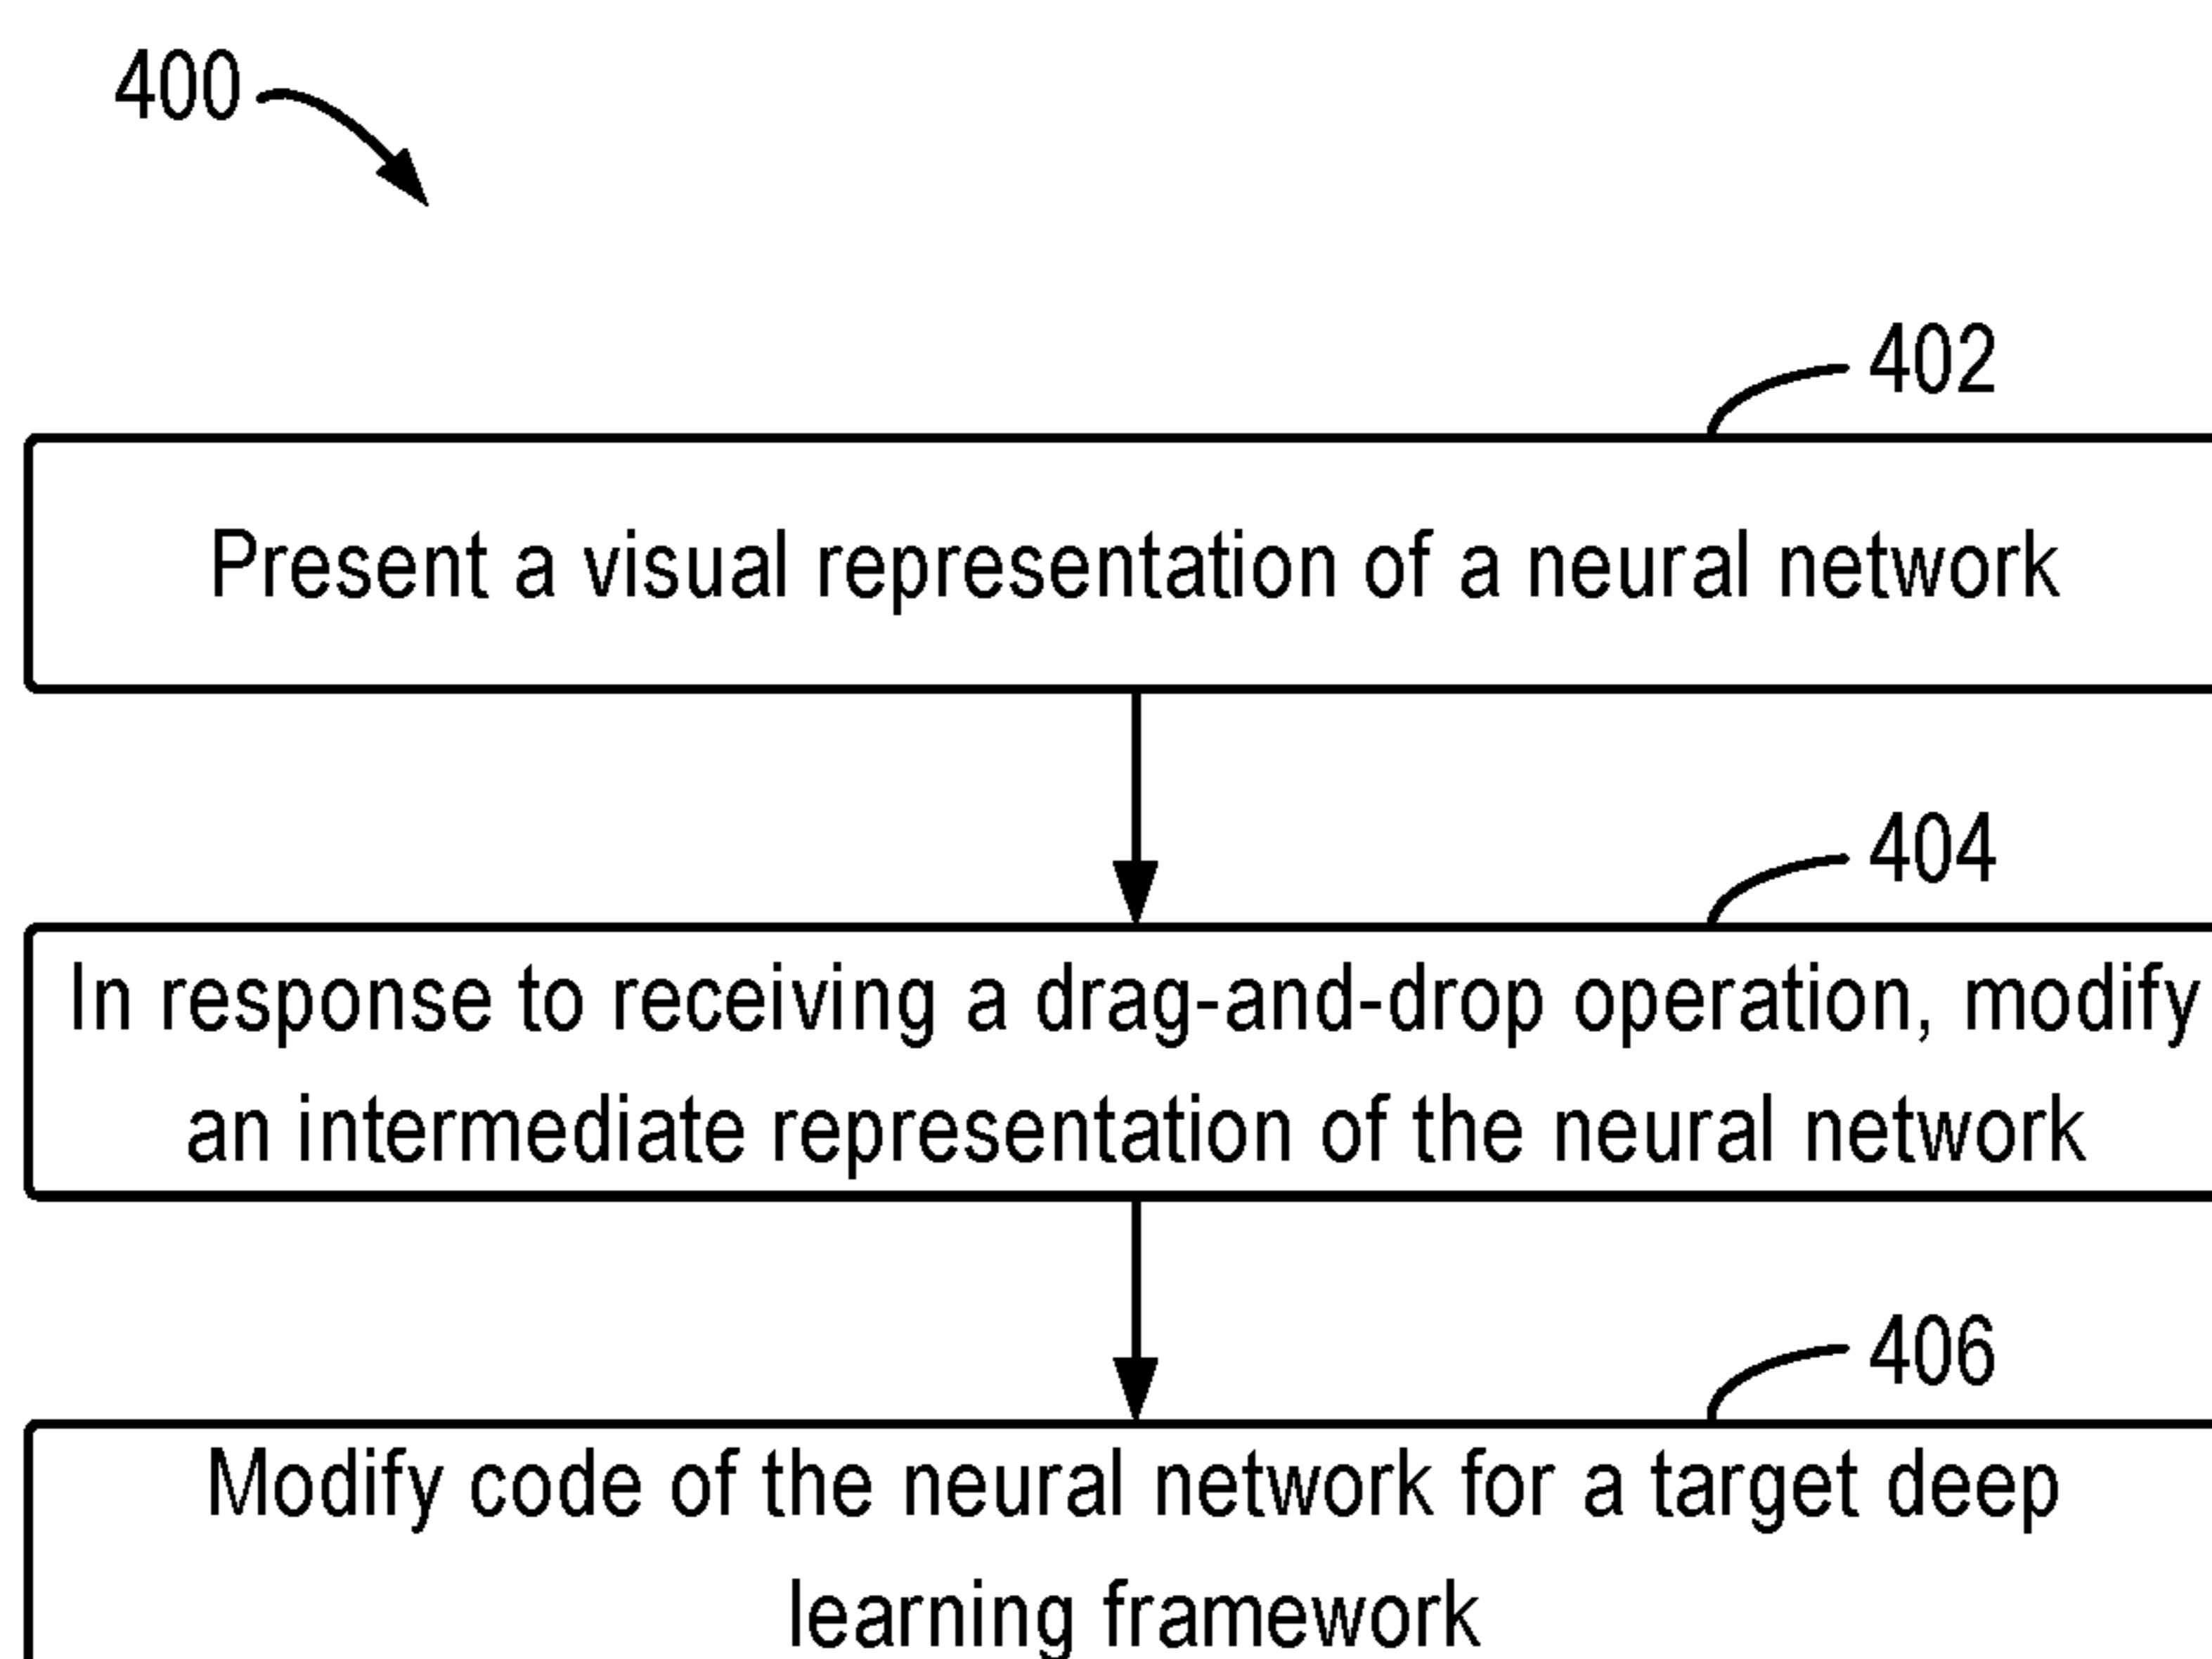 400
402
Present a visual representation of a neural network
404
In response to receiving a drag-and-drop operation, modify
an intermediate representation of the neural network
406
Modify code of the neural network for a target deep
learning framework